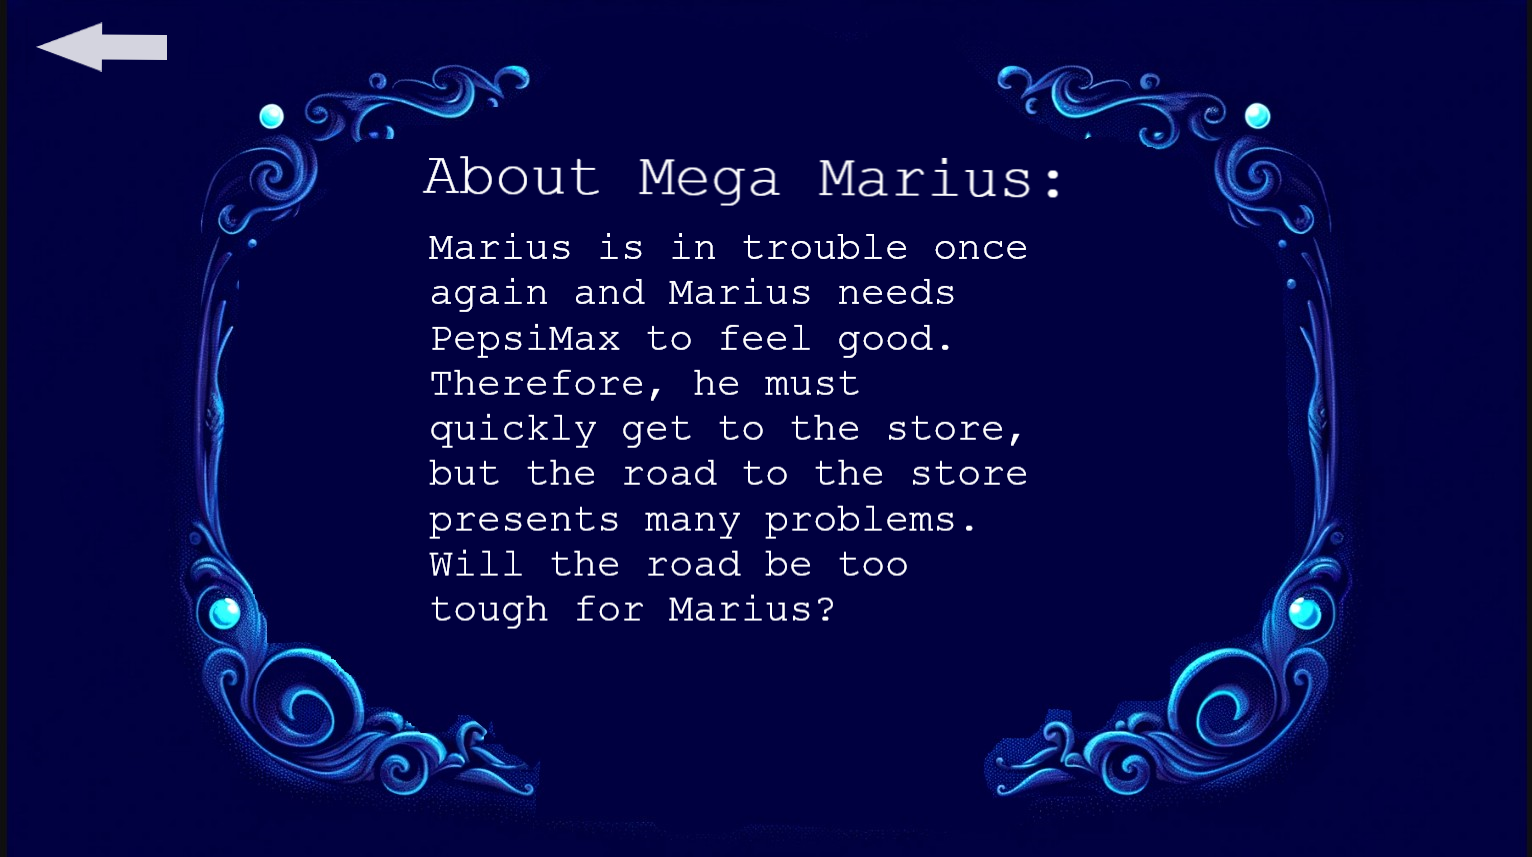 About Mega Marius:
Marius is in trouble once
again and Marius needs
PepsiMax to feel good.
Therefore, he must
quickly get to the store,
but the road to the store
presents many problems.
Will the road be too
tough for Marius?